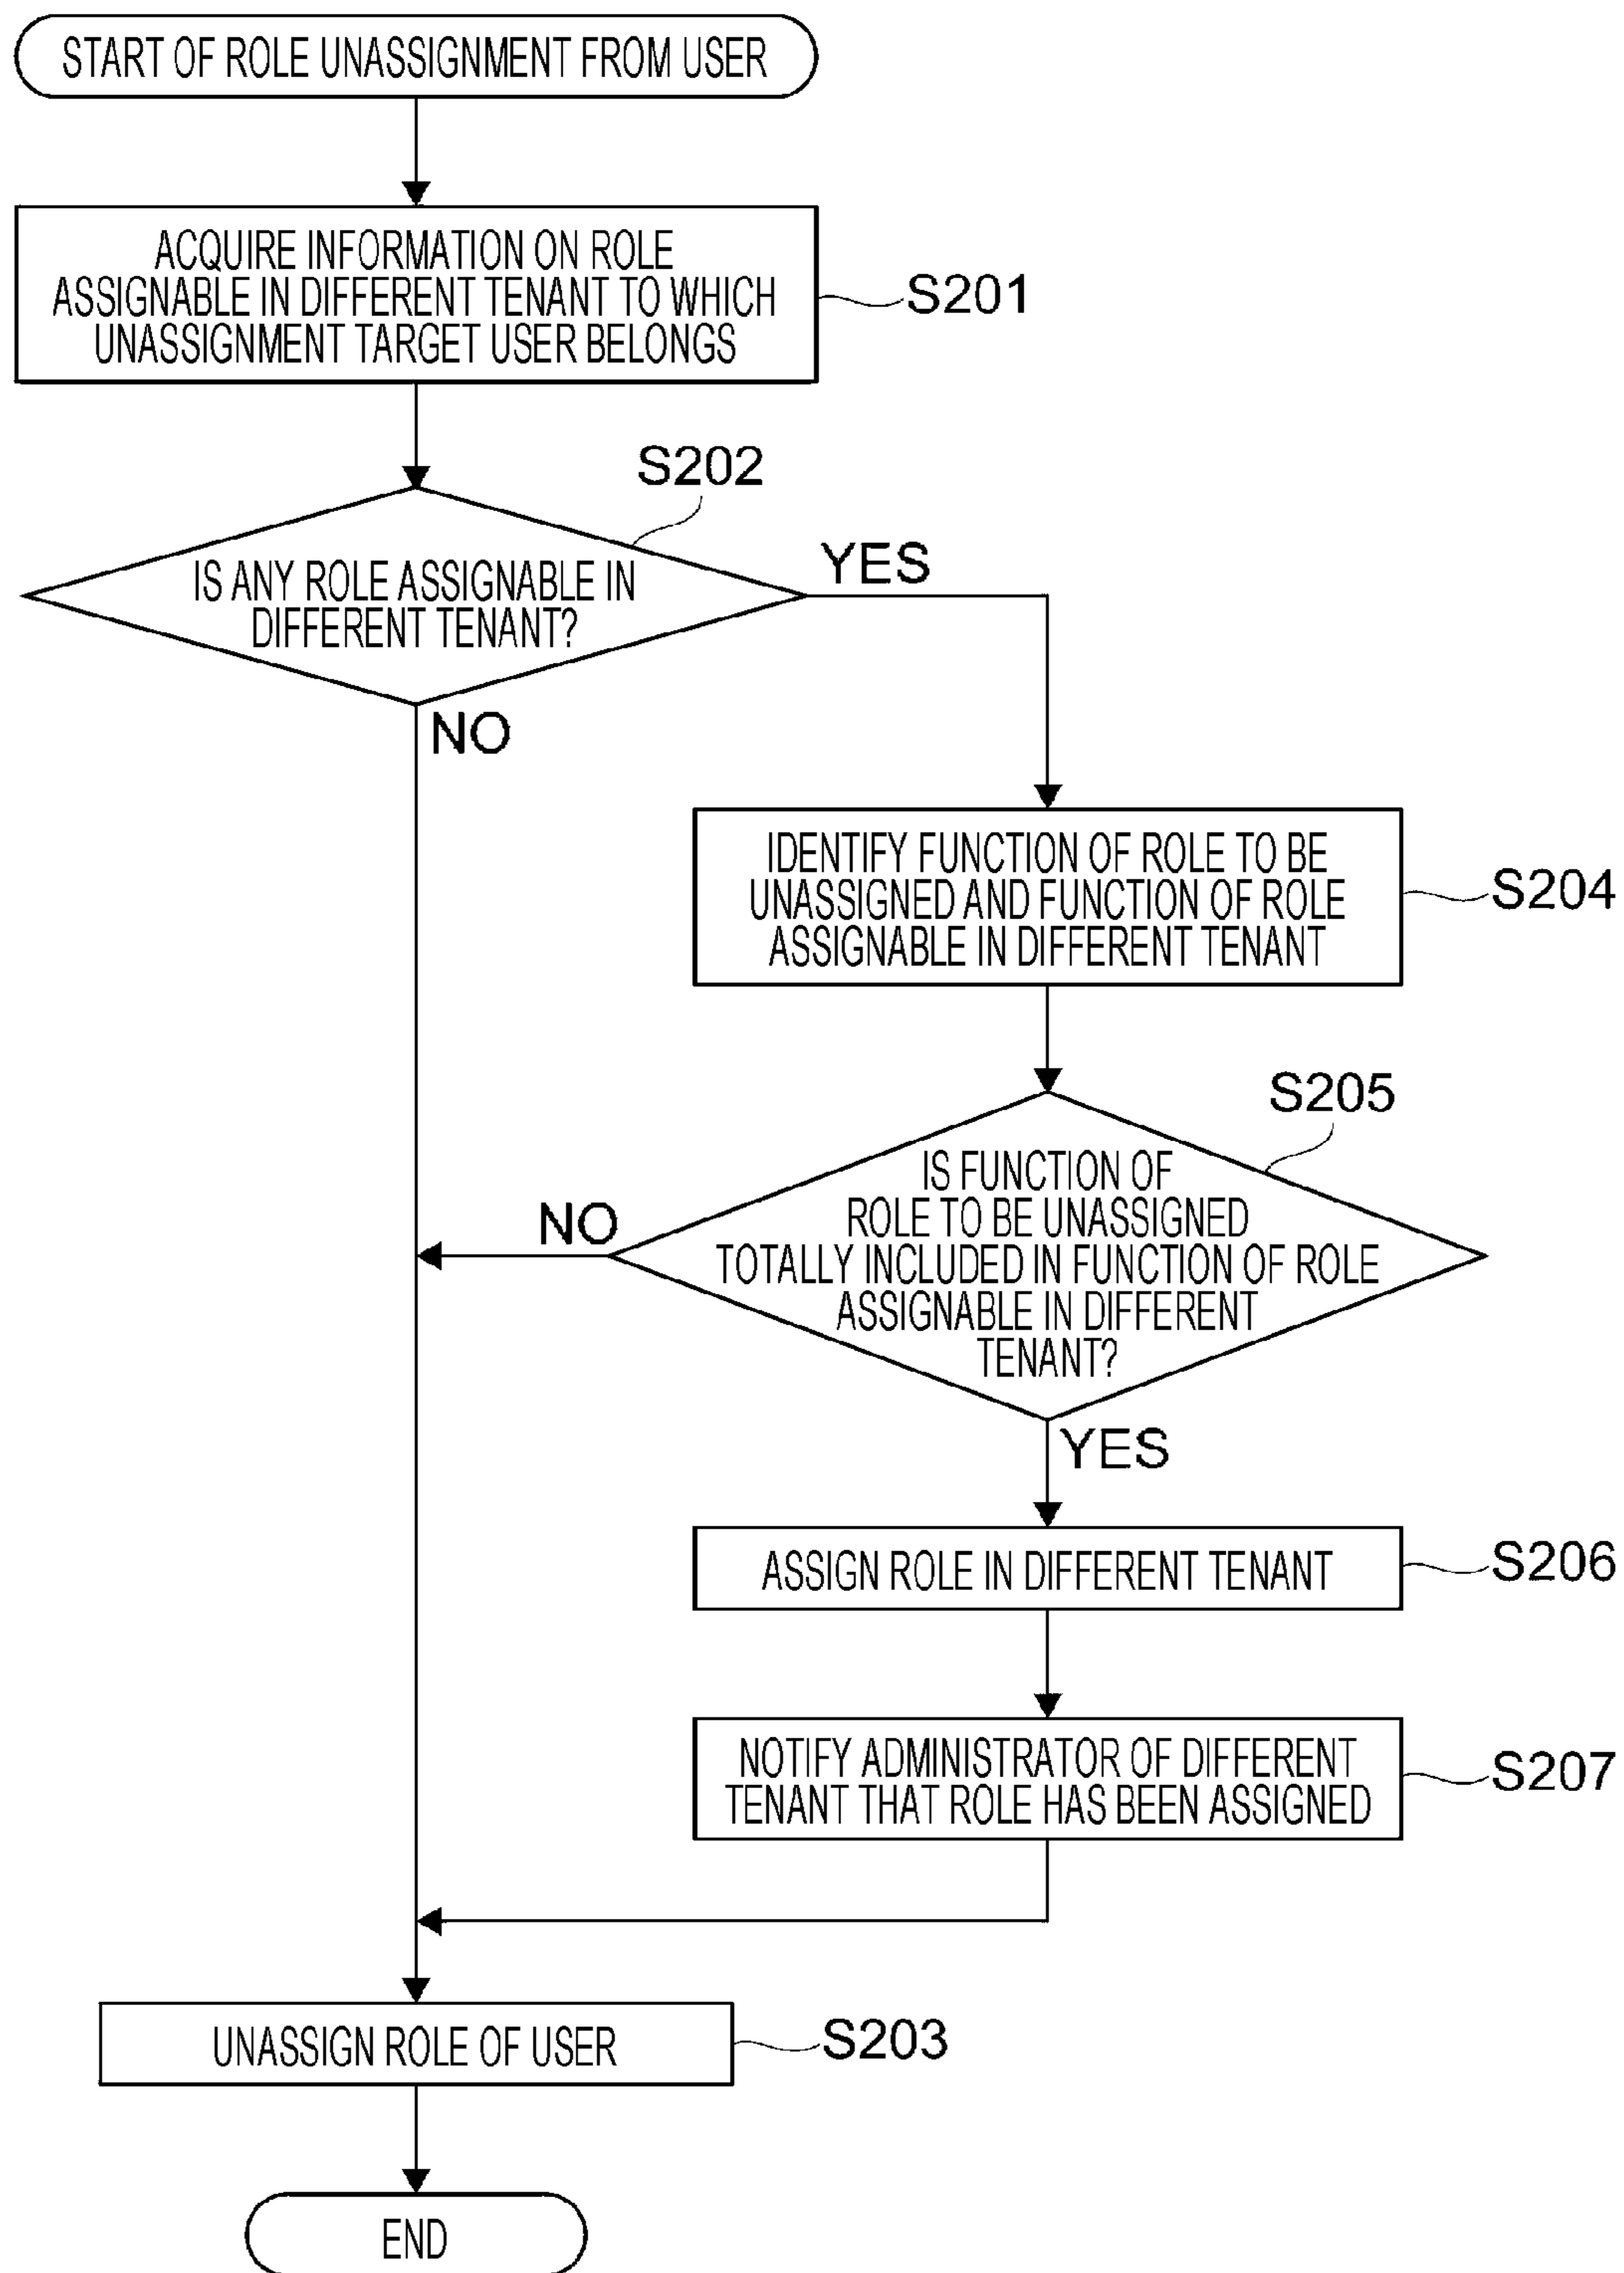 START OF ROLE UNASSIGNMENT FROM USER
ACQUIRE INFORMATION ON ROLE
ASSIGNABLE IN DIFFERENT TENANT TO WHICH
UNASSIGNMENT TARGET USER BELONGS
S201
S202
IS ANY ROLE ASSIGNABLE IN
DIFFERENT TENANT?
YES
NO
IDENTIFY FUNCTION OF ROLE TO BE
UNASSIGNED AND FUNCTION OF ROLE
ASSIGNABLE IN DIFFERENT TENANT
S204
S205
IS FUNCTION OF
ROLE TO BE UNASSIGNED
TOTALLY INCLUDED IN FUNCTION OF ROLE
ASSIGNABLE IN DIFFERENT
TENANT?
NO
YES
ASSIGN ROLE IN DIFFERENT TENANT
S206
NOTIFY ADMINISTRATOR OF DIFFERENT
TENANT THAT ROLE HAS BEEN ASSIGNED
S207
UNASSIGN ROLE OF USER
S203
END